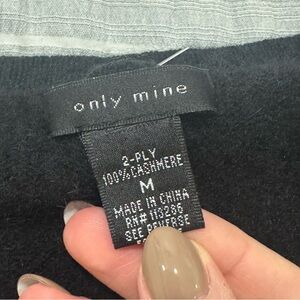 only mine
2-PLY
100% CASHMERE
M
MADE IN CHINA
RN# 113286
SEE REVERSE